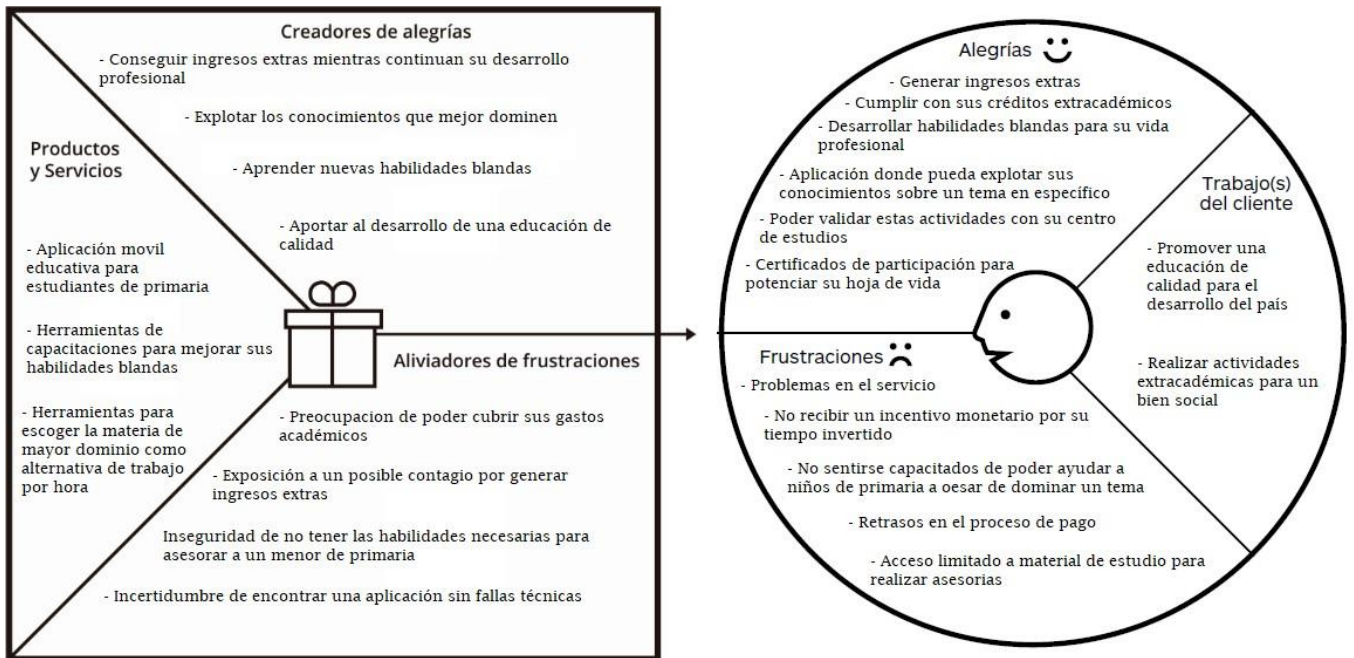 Creadores de alegrías
- Conseguir ingresos extras mientras continuan su desarrollo
profesional
- Explotar los conocimientos que mejor dominen
- Aprender nuevas habilidades blandas
- Aportar al desarrollo de una educación de
calidad
Productos
y Servicios
- Aplicación movil
educativa para
estudiantes de primaria
- Herramientas de
capacitaciones para mejorar sus
habilidades blandas
- Herramientas para
escoger la materia de
mayor dominio como
alternativa de trabajo
por hora
Aliviadores de frustraciones
- Preocupacion de poder cubrir sus gastos
académicos
- Exposición a un posible contagio por generar
ingresos extras
Inseguridad de no tener las habilidades necesarias para
asesorar a un menor de primaria
- Incertidumbre de encontrar una aplicación sin fallas técnicas
Alegrías
- Generar ingresos extras
- Cumplir con sus créditos extracadémicos
- Desarrollar habilidades blandas para su vida
profesional
- Aplicación donde pueda explotar sus
conocimientos sobre un tema en específico
- Poder validar estas actividades con su centro
de estudios
- Certificados de participación para
potenciar su hoja de vida
Trabajo(s)
del cliente
- Promover una
educación de
calidad para el
desarrollo del país
- Realizar actividades
extracadémicas para un
bien social
Frustraciones
- Problemas en el servicio
- No recibir un incentivo monetario por su
tiempo invertido
- No sentirse capacitados de poder ayudar a
niños de primaria a oesar de dominar un tema
- Retrasos en el proceso de pago
- Acceso limitado a material de estudio para
realizar asesorias